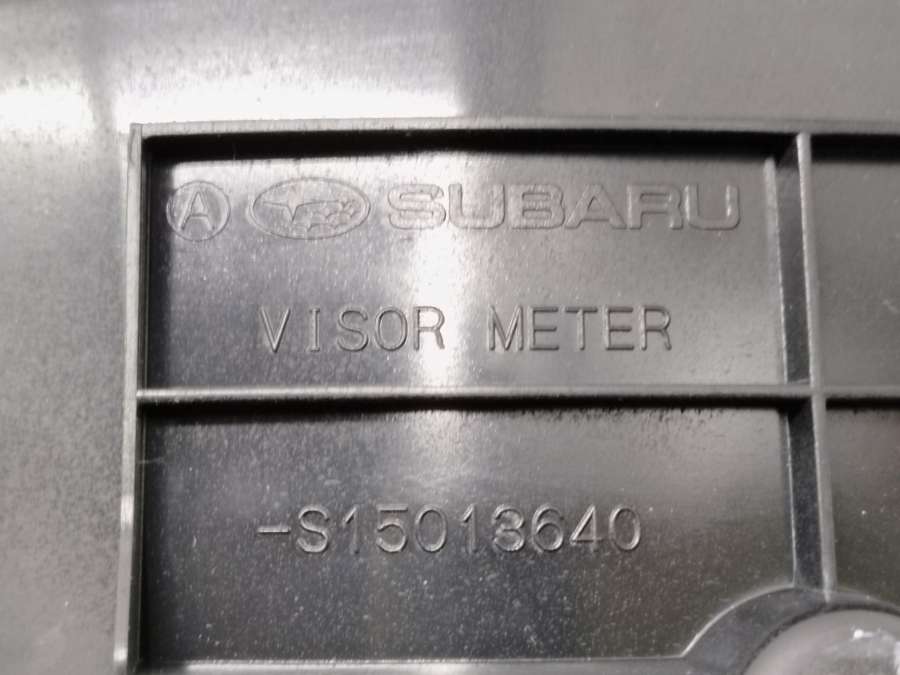 A SUBARU
VISOR METER
-S15013640